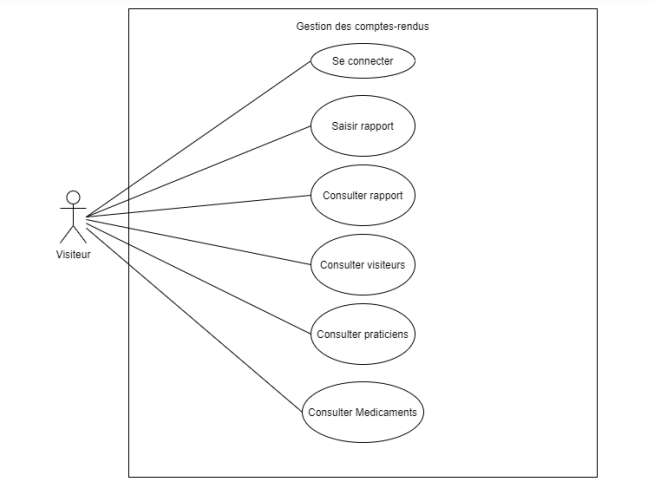 Gestion des comptes-rendus
Se connecter
Saisir rapport
Consulter rapport
Visiteur
Consulter visiteurs
Consulter praticiens
Consulter Medicaments